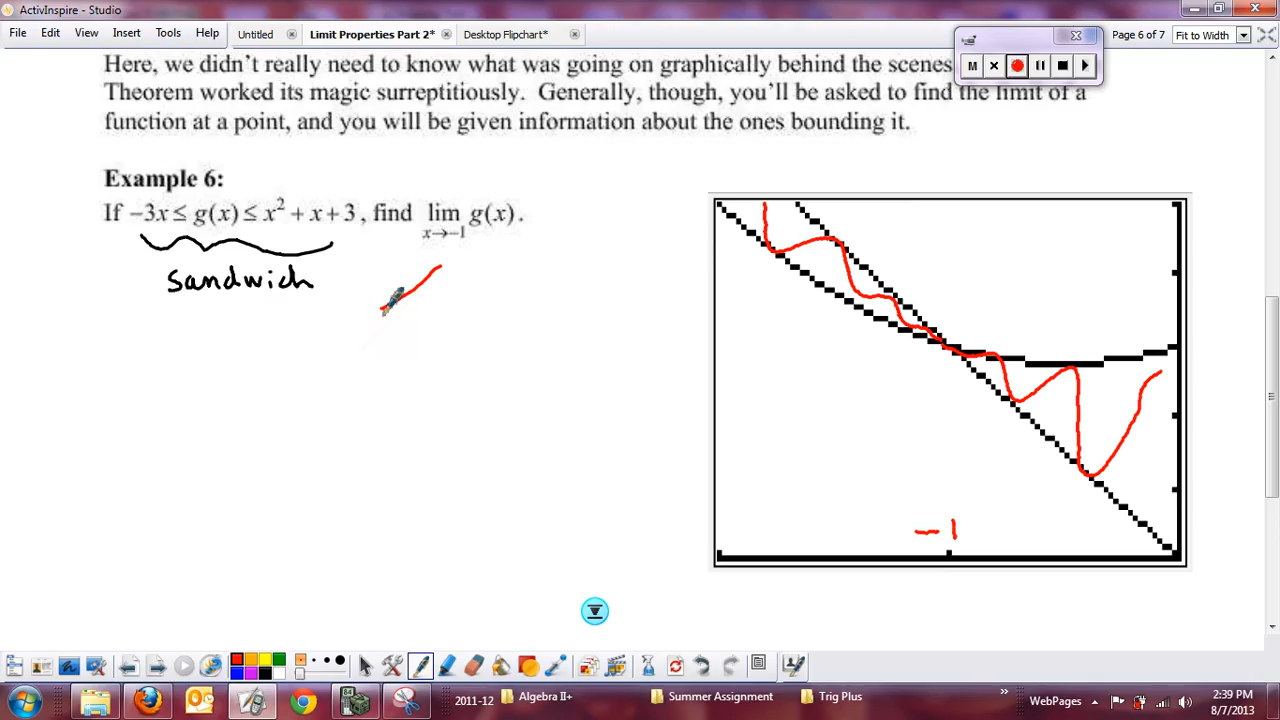 ActivInspire - Studio
File Edit View Insert Tools Help
Untitled
Limit Properties Part 2*
Desktop Flipchart*
M
Page 6 of 7
Fit to Width
Here, we didn't really need to know what was going on graphically behind the scenes
Theorem worked its magic surreptitiously. Generally, though, you'll be asked to find the limit of a
function at a point, and you will be given information about the ones bounding it.
Example 6:
If −3x ≤ g(x) ≤ x² + x + 3, find lim g(x).
x→−1
sandwich
−1
2011-12
Algebra II+
Summer Assignment
Trig Plus
»
WebPages
2:39 PM
8/7/2013